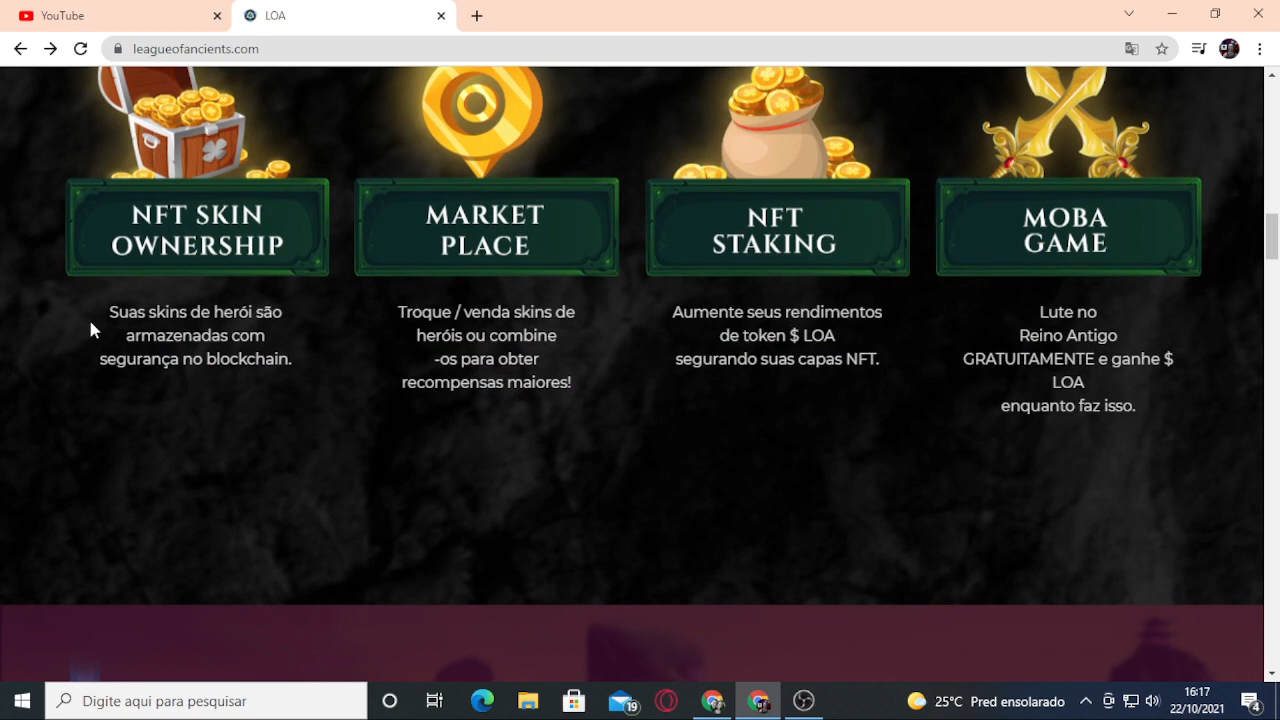 YouTube
LOA
leagueofancients.com
NFT SKIN
OWNERSHIP
Suas skins de herói são
armazenadas com
segurança no blockchain.
MARKET
PLACE
Troque / venda skins de
heróis ou combine
-os para obter
recompensas maiores!
NFT
STAKING
Aumente seus rendimentos
de token $ LOA
segurando suas capas NFT.
MOBA
GAME
Lute no
Reino Antigo
GRATUITAMENTE e ganhe $
LOA
enquanto faz isso.
Digite aqui para pesquisar
19
25°C Pred ensolarado
16:17
22/10/2021
4